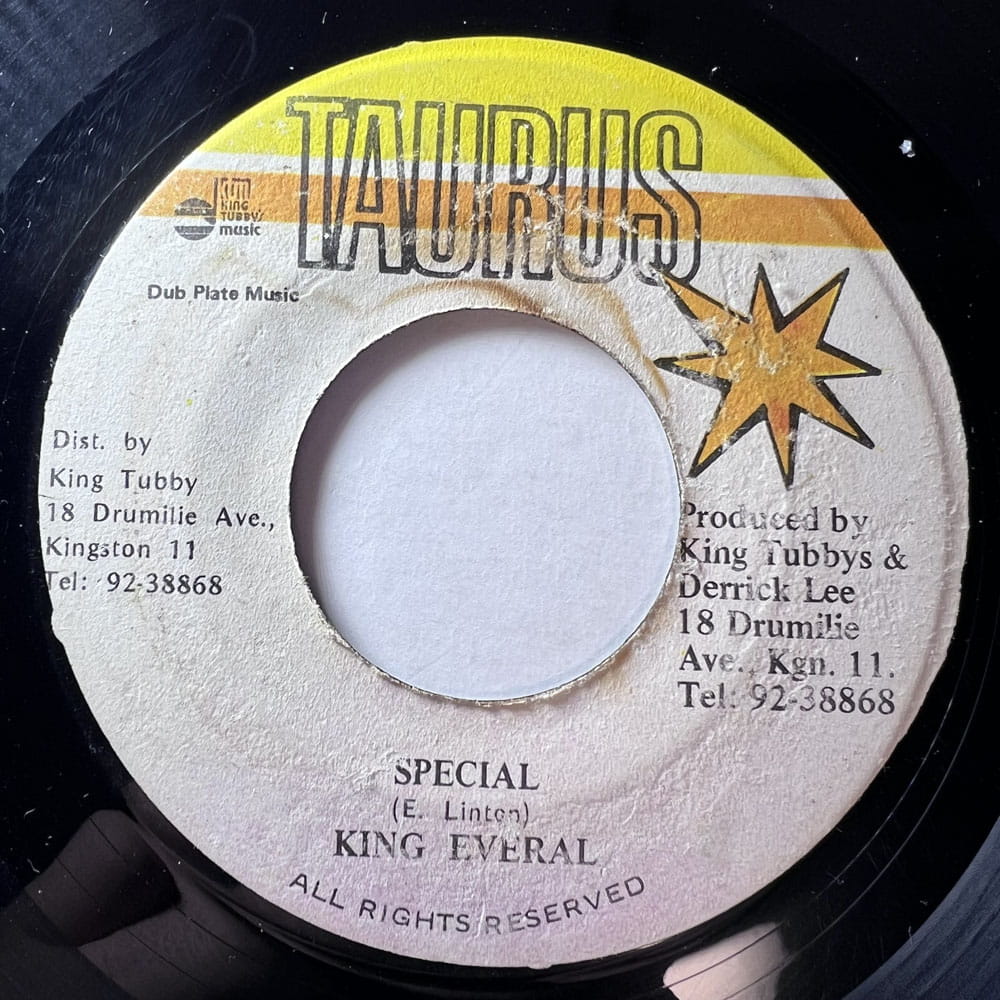 TAURUS
KING
TUBBY'S
music
Dub Plate Music
Dist. by
King Tubby
18 Drumilie Ave.,
Kingston 11
Tel: 92-38868
Produced by
King Tubbys &
Derrick Lee
18 Drumilie
Ave., Kgn. 11.
Tel: 92-38868
SPECIAL
(E. Linton)
KING EVERAL
ALL RIGHTS RESERVED